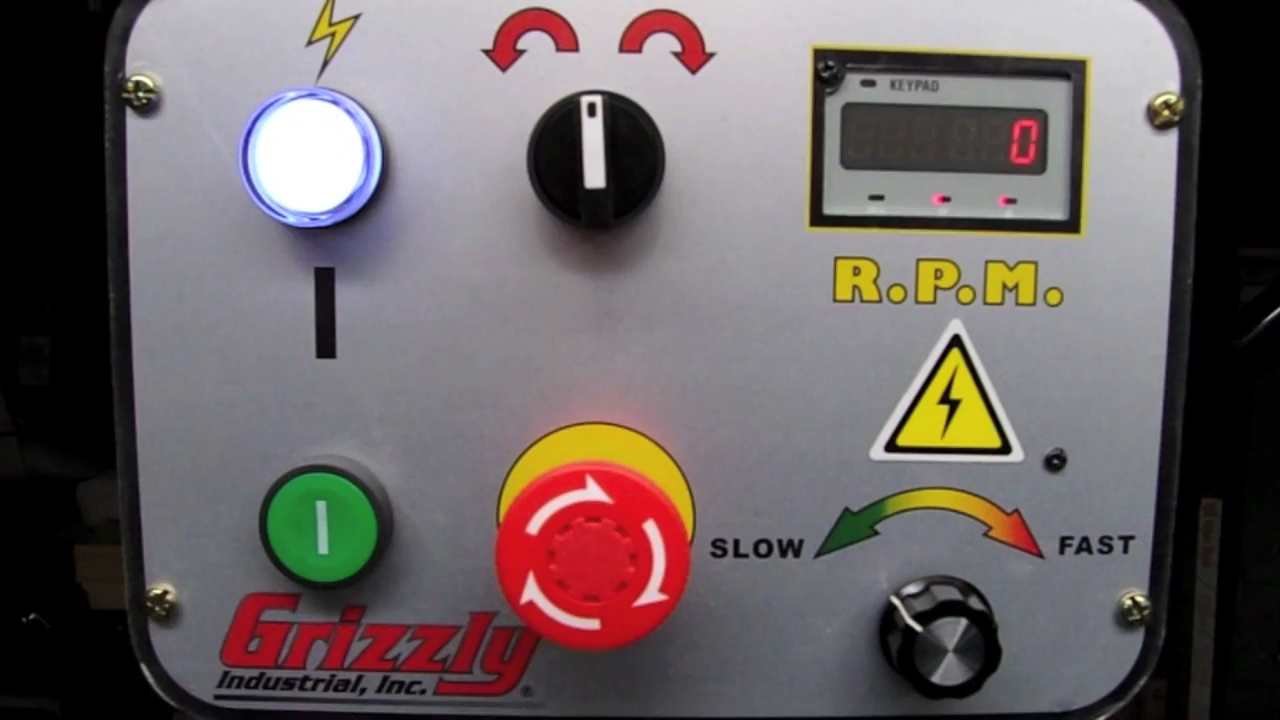 KEYPAD
0
R.P.M.
SLOW
FAST
I
Grizzly
Industrial, Inc.®